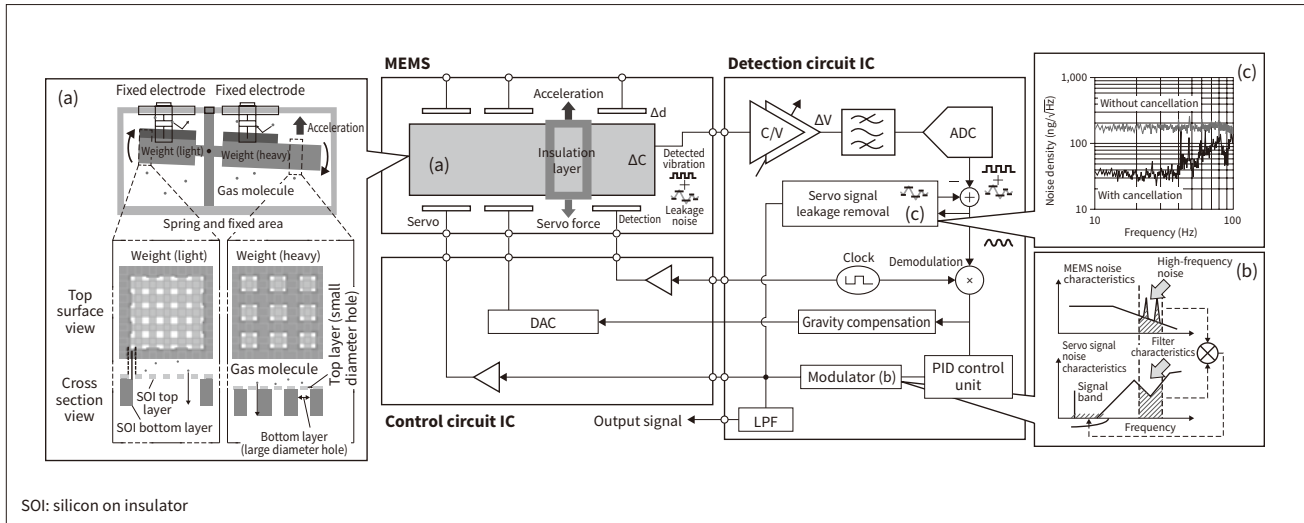 (a)
Fixed electrode
Fixed electrode
Acceleration
Weight (light)
Weight (heavy)
Gas molecule
Spring and fixed area
Weight (light)
Weight (heavy)
Top
surface
view
Cross
section
view
Top layer (small
diameter hole)
Gas molecule
SOI top
layer
SOI bottom layer
Bottom layer
(large diameter hole)
MEMS
Acceleration
Δd
(a)
Insulation
layer
ΔC
Detected
vibration
+
Leakage
noise
Servo
Servo force
Detection
DAC
Control circuit IC
Output signal
Detection circuit IC
C/V
ΔV
ADC
+
−
+
Servo signal
leakage removal
(c)
Clock
Demodulation
×
Gravity compensation
Modulator (b)
PID control
unit
LPF
(c)
Noise density (ng/√Hz)
1,000
100
10
Without cancellation
With cancellation
10
100
Frequency (Hz)
(b)
MEMS noise
characteristics
High-frequency
noise
Servo signal
noise
characteristics
Filter
characteristics
Signal
band
Frequency
SOI: silicon on insulator